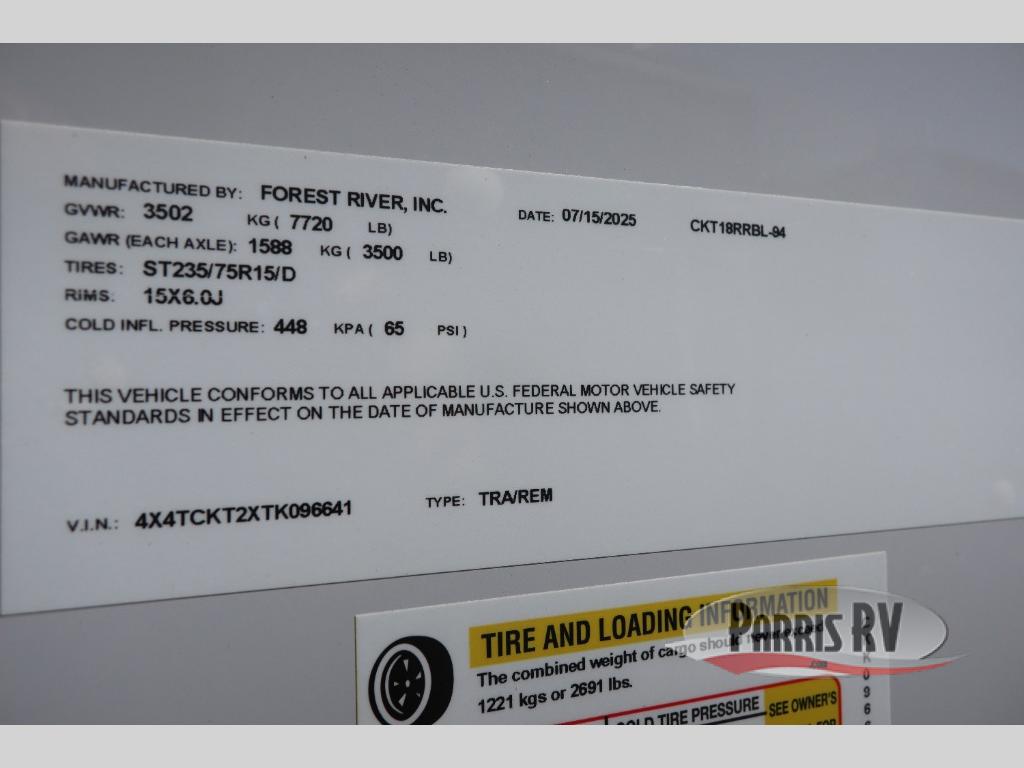 MANUFACTURED BY: FOREST RIVER, INC.
DATE: 07/15/2025
CKT18RRBL-94
GVWR: 3502 KG ( 7720 LB)
GAWR (EACH AXLE): 1588 KG ( 3500 LB)
TIRES: ST235/75R15/D
RIMS: 15X6.0J
COLD INFL. PRESSURE: 448 KPA ( 65 PSI )
THIS VEHICLE CONFORMS TO ALL APPLICABLE U.S. FEDERAL MOTOR VEHICLE SAFETY
STANDARDS IN EFFECT ON THE DATE OF MANUFACTURE SHOWN ABOVE.
V.I.N.: 4X4TCKT2XTK096641
TYPE: TRA/REM
TIRE AND LOADING INFORMATION
The combined weight of cargo should never exceed
1221 kgs or 2691 lbs.
COLD TIRE PRESSURE
SEE OWNER'S
PARRIS RV
.com